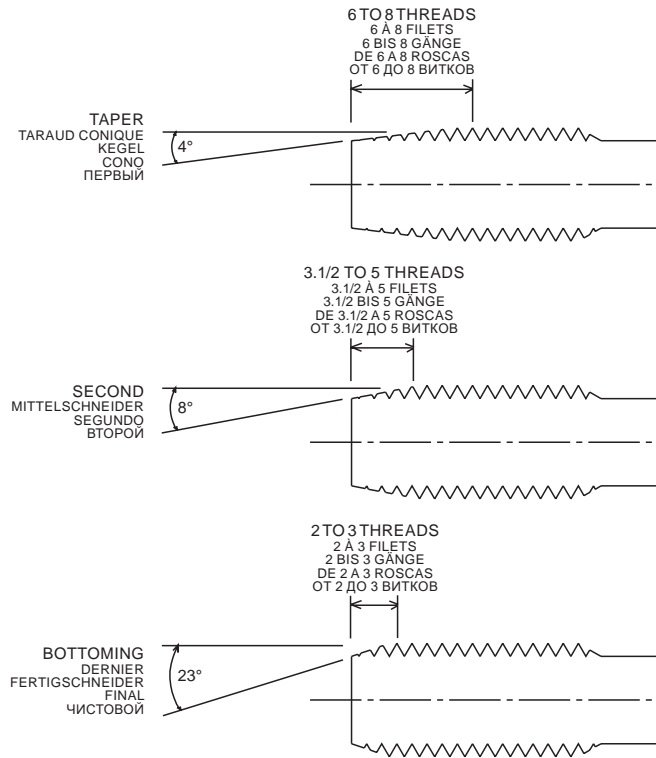 6 TO 8 THREADS
6 À 8 FILETS
6 BIS 8 GÄNGE
DE 6 A 8 ROSCAS
ОТ 6 ДО 8 ВИТКОВ
TAPER
TARAUD CONIQUE
KEGEL
CONO
ПЕРВЫЙ
4°
3.1/2 TO 5 THREADS
3.1/2 À 5 FILETS
3.1/2 BIS 5 GÄNGE
DE 3.1/2 A 5 ROSCAS
ОТ 3.1/2 ДО 5 ВИТКОВ
SECOND
MITTELSCHNEIDER
SEGUNDO
ВТОРОЙ
8°
2 TO 3 THREADS
2 À 3 FILETS
2 BIS 3 GÄNGE
DE 2 A 3 ROSCAS
ОТ 2 ДО 3 ВИТКОВ
BOTTOMING
DERNIER
FERTIGSCHNEIDER
FINAL
ЧИСТОВОЙ
23°